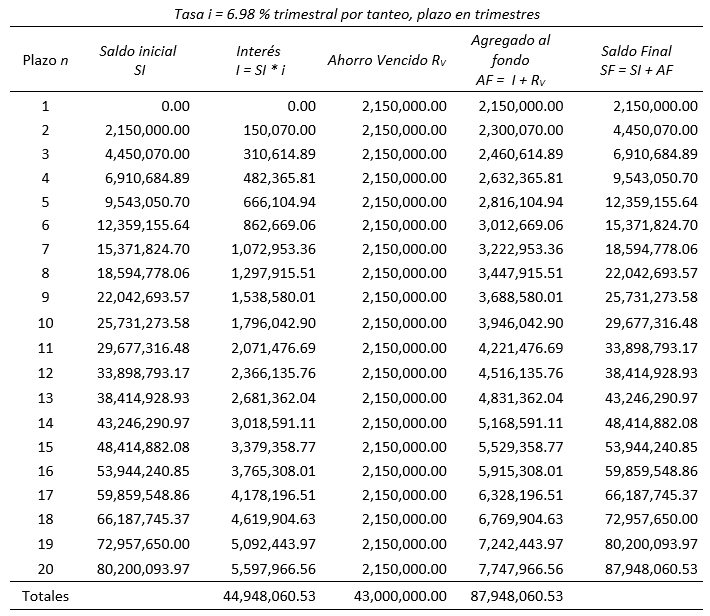 Tasa i = 6.98 % trimestral por tanteo, plazo en trimestres
Plazo n Saldo inicial SI Interés I = SI * i Ahorro Vencido Rv Agregado al fondo AF = I + Rv Saldo Final SF = SI + AF
1 0.00 0.00 2,150,000.00 2,150,000.00 2,150,000.00
2 2,150,000.00 150,070.00 2,150,000.00 2,300,070.00 4,450,070.00
3 4,450,070.00 310,614.89 2,150,000.00 2,460,614.89 6,910,684.89
4 6,910,684.89 482,365.81 2,150,000.00 2,632,365.81 9,543,050.70
5 9,543,050.70 666,104.94 2,150,000.00 2,816,104.94 12,359,155.64
6 12,359,155.64 862,669.06 2,150,000.00 3,012,669.06 15,371,824.70
7 15,371,824.70 1,072,953.36 2,150,000.00 3,222,953.36 18,594,778.06
8 18,594,778.06 1,297,915.51 2,150,000.00 3,447,915.51 22,042,693.57
9 22,042,693.57 1,538,580.01 2,150,000.00 3,688,580.01 25,731,273.58
10 25,731,273.58 1,796,042.90 2,150,000.00 3,946,042.90 29,677,316.48
11 29,677,316.48 2,071,476.69 2,150,000.00 4,221,476.69 33,898,793.17
12 33,898,793.17 2,366,135.76 2,150,000.00 4,516,135.76 38,414,928.93
13 38,414,928.93 2,681,362.04 2,150,000.00 4,831,362.04 43,246,290.97
14 43,246,290.97 3,018,591.11 2,150,000.00 5,168,591.11 48,414,882.08
15 48,414,882.08 3,379,358.77 2,150,000.00 5,529,358.77 53,944,240.85
16 53,944,240.85 3,765,308.01 2,150,000.00 5,915,308.01 59,859,548.86
17 59,859,548.86 4,178,196.51 2,150,000.00 6,328,196.51 66,187,745.37
18 66,187,745.37 4,619,904.63 2,150,000.00 6,769,904.63 72,957,650.00
19 72,957,650.00 5,092,443.97 2,150,000.00 7,242,443.97 80,200,093.97
20 80,200,093.97 5,597,966.56 2,150,000.00 7,747,966.56 87,948,060.53
Totales 44,948,060.53 43,000,000.00 87,948,060.53